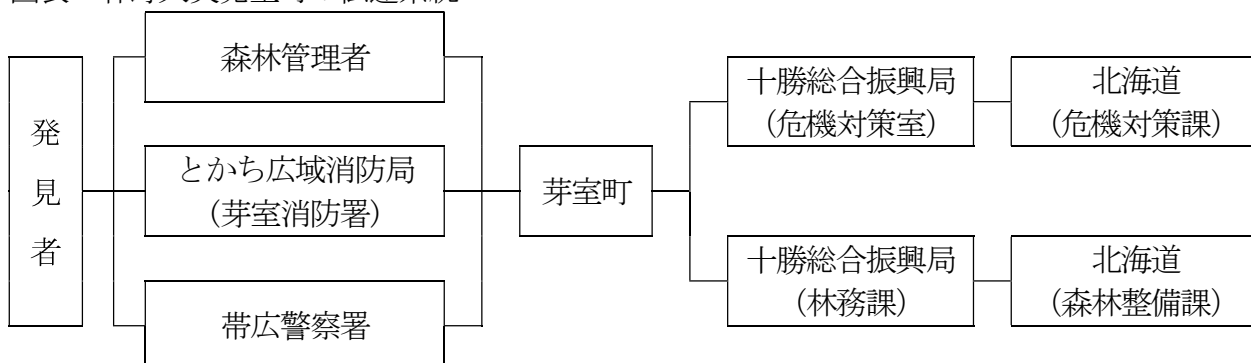 発見者
森林管理者
とかち広域消防局
（芽室消防署）
帯広警察署
芽室町
十勝総合振興局
（危機対策室）
北海道
（危機対策課）
十勝総合振興局
（林務課）
北海道
（森林整備課）